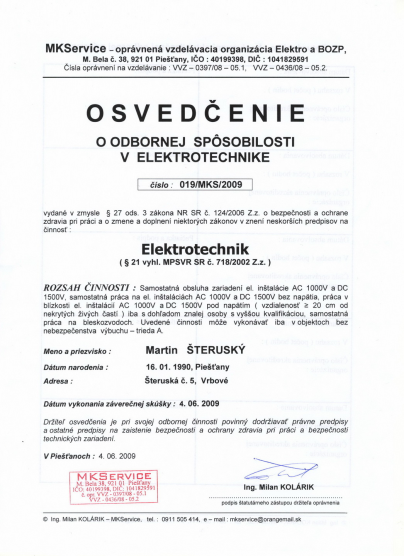 MKService – oprávnená vzdelávacia organizácia Elektro a BOZP,
M. Bela č. 38, 921 01 Piešťany, IČO : 40199398, DIČ : 1041829591
Čísla oprávnení na vzdelávanie : VVZ – 0397/08 – 05.1, VVZ – 0436/08 – 05.2.
OSVEDČENIE
O ODBORNEJ SPÔSOBILOSTI
V ELEKTROTECHNIKE
číslo : 019/MKS/2009
vydané v zmysle § 27 ods. 3 zákona NR SR č. 124/2006 Z.z. o bezpečnosti a ochrane
zdravia pri práci a o zmene a doplnení niektorých zákonov v znení neskorších predpisov na
činnosť :
Elektrotechnik
( § 21 vyhl. MPSVR SR č. 718/2002 Z.z. )
ROZSAH ČINNOSTI : Samostatná obsluha zariadení el. inštalácie AC 1000V a DC
1500V, samostatná práca na el. inštaláciách AC 1000V a DC 1500V bez napätia, práca v
blízkosti el. inštalácií AC 1000V a DC 1500V pod napätím ( vzdialenosť ≥ 20 cm od
nekrytých živých častí ) iba s dohľadom znalej osoby s vyššou kvalifikáciou, samostatná
práca na bleskozvodoch. Uvedené činnosti môže vykonávať iba v objektoch bez
nebezpečenstva výbuchu – trieda A.
Meno a priezvisko : Martin ŠTERUSKÝ
Dátum narodenia : 16. 01. 1990, Piešťany
Adresa : Šteruská č. 5, Vrbové
Dátum vykonania záverečnej skúšky : 4. 06. 2009
Držiteľ osvedčenia je pri svojej odbornej činnosti povinný dodržiavať právne predpisy
a ostatné predpisy na zaistenie bezpečnosti a ochrany zdravia pri práci a bezpečnosti
technických zariadení.
V Piešťanoch : 4. 06. 2009
MKSERVICE
M. Bela 38, 921 01 Piešťany
IČO: 40199398, DIČ: 1041829591
č. opr. VVZ - 0397/08 - 05.1
VVZ - 0436/08 - 05.2
Ing. Milan KOLÁRIK
podpis štatutárneho zástupcu držiteľa oprávnenia
© Ing. Milan KOLÁRIK – MKService, tel. : 0911 505 414, e – mail : mkservice@orangemail.sk